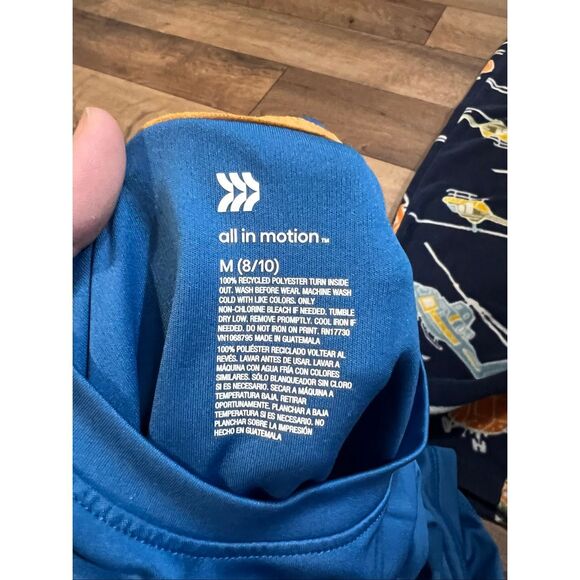 all in motion™
M (8/10)
100% RECYCLED POLYESTER TURN INSIDE
OUT. WASH BEFORE WEAR. MACHINE WASH
COLD WITH LIKE COLORS. ONLY
NON-CHLORINE BLEACH IF NEEDED. TUMBLE
DRY LOW. REMOVE PROMPTLY. COOL IRON IF
NEEDED. DO NOT IRON ON PRINT. RN17730
VN1068795 MADE IN GUATEMALA
100% POLIÉSTER RECICLADO VOLTEAR AL
REVÉS. LAVAR ANTES DE USAR. LAVAR A
MÁQUINA CON AGUA FRÍA CON COLORES
SIMILARES. SÓLO BLANQUEADOR SIN CLORO
SI ES NECESARIO. SECAR A MÁQUINA A
TEMPERATURA BAJA. RETIRAR
OPORTUNAMENTE. PLANCHAR A BAJA
TEMPERATURA SI ES NECESARIO. NO
PLANCHAR SOBRE LA IMPRESIÓN
HECHO EN GUATEMALA